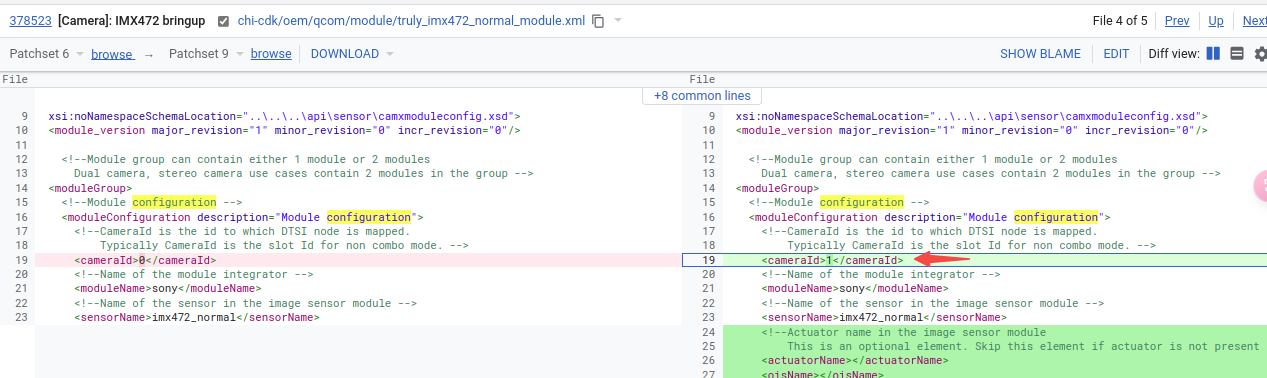 378523 [Camera]: IMX472 bringup chi-cdk/oem/qcom/module/truly_imx472_normal_module.xml File 4 of 5 Prev Up Next
Patchset 6 browse → Patchset 9 browse DOWNLOAD SHOW BLAME EDIT Diff view:
File File
+8 common lines
9 xsi:noNamespaceSchemaLocation="..\..\..\api\sensor\camxmoduleconfig.xsd"> 9 xsi:noNamespaceSchemaLocation="..\..\..\api\sensor\camxmoduleconfig.xsd">
10 <module_version major_revision="1" minor_revision="0" incr_revision="0"/> 10 <module_version major_revision="1" minor_revision="0" incr_revision="0"/>
11 11
12 <!--Module group can contain either 1 module or 2 modules 12 <!--Module group can contain either 1 module or 2 modules
13 Dual camera, stereo camera use cases contain 2 modules in the group --> 13 Dual camera, stereo camera use cases contain 2 modules in the group -->
14 <moduleGroup> 14 <moduleGroup>
15 <!--Module configuration --> 15 <!--Module configuration -->
16 <moduleConfiguration description="Module configuration"> 16 <moduleConfiguration description="Module configuration">
17 <!--CameraId is the id to which DTSI node is mapped. 17 <!--CameraId is the id to which DTSI node is mapped.
18 Typically CameraId is the slot Id for non combo mode. --> 18 Typically CameraId is the slot Id for non combo mode. -->
19 <cameraId>0</cameraId> 19 <cameraId>1</cameraId>
20 <!--Name of the module integrator --> 20 <!--Name of the module integrator -->
21 <moduleName>sony</moduleName> 21 <moduleName>sony</moduleName>
22 <!--Name of the sensor in the image sensor module --> 22 <!--Name of the sensor in the image sensor module -->
23 <sensorName>imx472_normal</sensorName> 23 <sensorName>imx472_normal</sensorName>
24 <!--Actuator name in the image sensor module
25 This is an optional element. Skip this element if actuator is not present
26 <actuatorName></actuatorName>
27 <oisName></oisName>